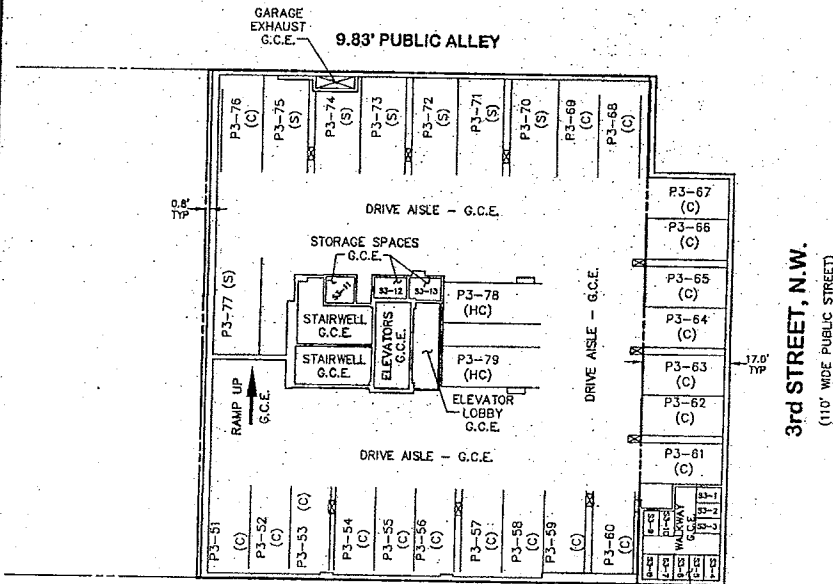 GARAGE
EXHAUST
G.C.E.
9.83' PUBLIC ALLEY
P3-76
(C)
P3-75
(S)
P3-74
(S)
P3-73
(S)
P3-72
(S)
P3-71
(S)
P3-70
(S)
P3-69
(C)
P3-68
(C)
0.8'
TYP
DRIVE AISLE - G.C.E.
P3-67
(C)
P3-66
(C)
P3-65
(C)
P3-64
(C)
P3-63
(C)
P3-62
(C)
P3-61
(C)
STORAGE SPACES
G.C.E.
S3-11
S3-12
S3-13
P3-77 (S)
P3-78
(HC)
STAIRWELL
G.C.E.
STAIRWELL
G.C.E.
ELEVATORS
G.C.E.
P3-79
(HC)
DRIVE AISLE - G.C.E.
17.0'
TYP
3rd STREET, N.W.
(110' WIDE PUBLIC STREET)
RAMP UP
G.C.E.
ELEVATOR
LOBBY
G.C.E.
DRIVE AISLE - G.C.E.
P3-51
(C)
P3-52
(C)
P3-53
(C)
P3-54
(C)
P3-55
(C)
P3-56
(C)
P3-57
(C)
P3-58
(C)
P3-59
(C)
P3-60
(C)
WALKWAY
G.C.E.
S3-1
S3-2
S3-10